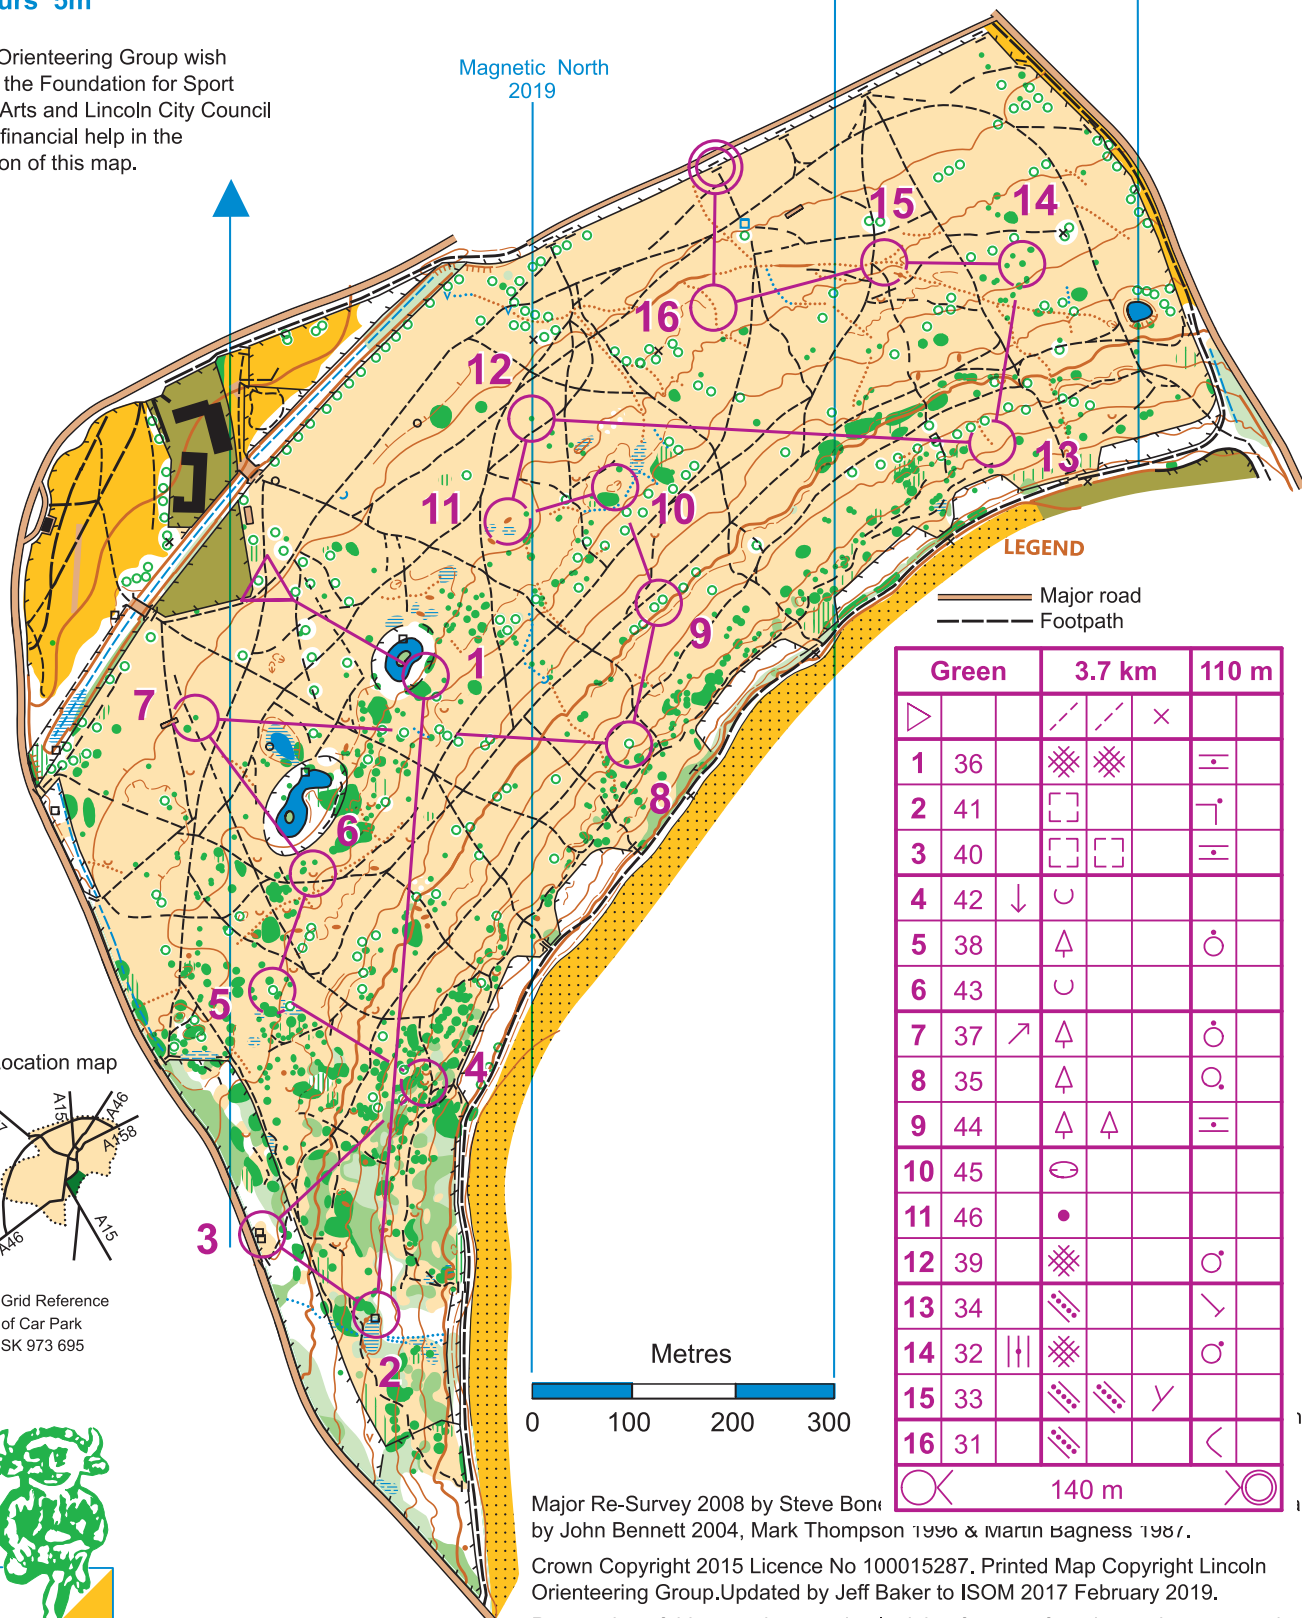 urs 5m
Orienteering Group wish
the Foundation for Sport
Arts and Lincoln City Council
financial help in the
on of this map.
Magnetic North
2019
15
14
16
12
13
11
10
9
1
7
8
6
5
4
3
2
LEGEND
Major road
Footpath
Green 3.7 km 110 m
1 36
2 41
3 40
4 42
5 38
6 43
7 37
8 35
9 44
10 45
11 46
12 39
13 34
14 32
15 33
16 31
140 m
ocation map
A15
A46
A158
A46
A15
Grid Reference
of Car Park
SK 973 695
Metres
0 100 200 300
Major Re-Survey 2008 by Steve Bone
by John Bennett 2004, Mark Thompson 1996 & Martin Bagness 1987.
Crown Copyright 2015 Licence No 100015287. Printed Map Copyright Lincoln
Orienteering Group.Updated by Jeff Baker to ISOM 2017 February 2019.